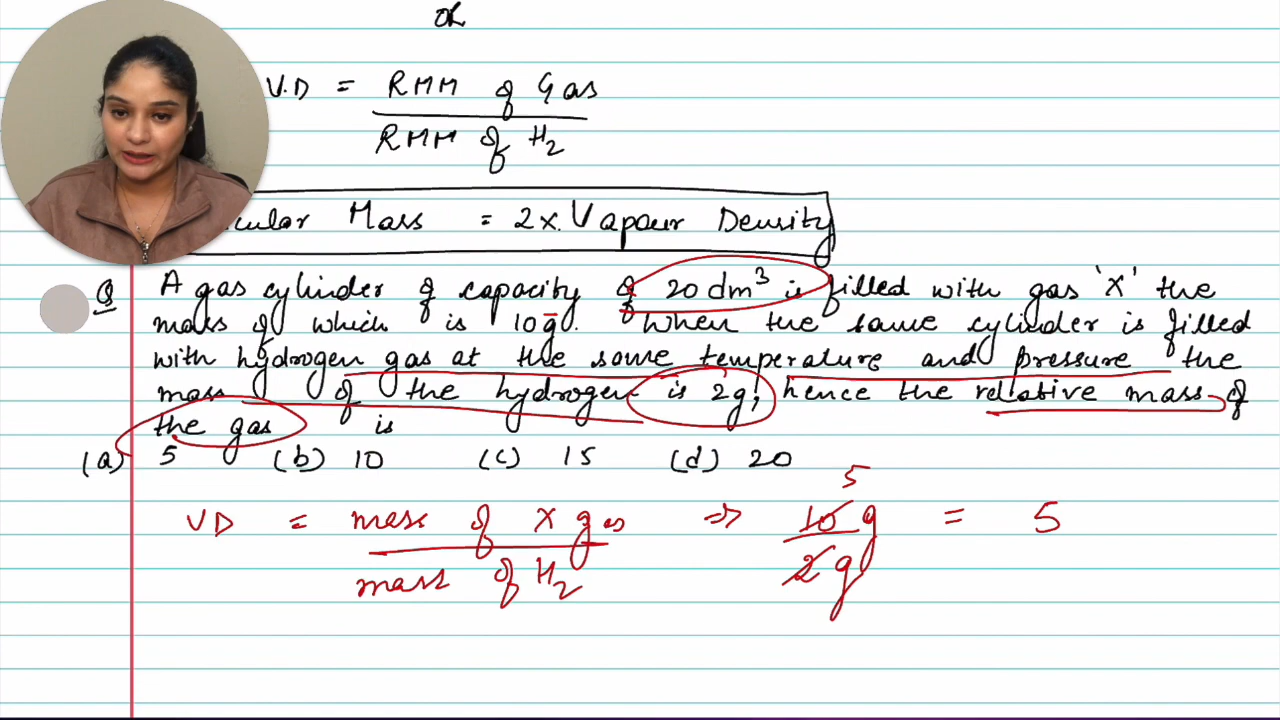 or
V.D = RMM of Gas
RMM of H2
cular Mass = 2x Vapour Density
Q A gas cylinder of capacity of 20 dm³ is filled with gas 'X' the
mass of which is 10g. When the same cylinder is filled
with hydrogen gas at the same temperature and pressure the
mass of the hydrogen is 2g, hence the relative mass of
the gas is
(a) 5 (b) 10 (c) 15 (d) 20
5
VD = mass of X gas ⇒ 10 g = 5
mass of H2 2 g